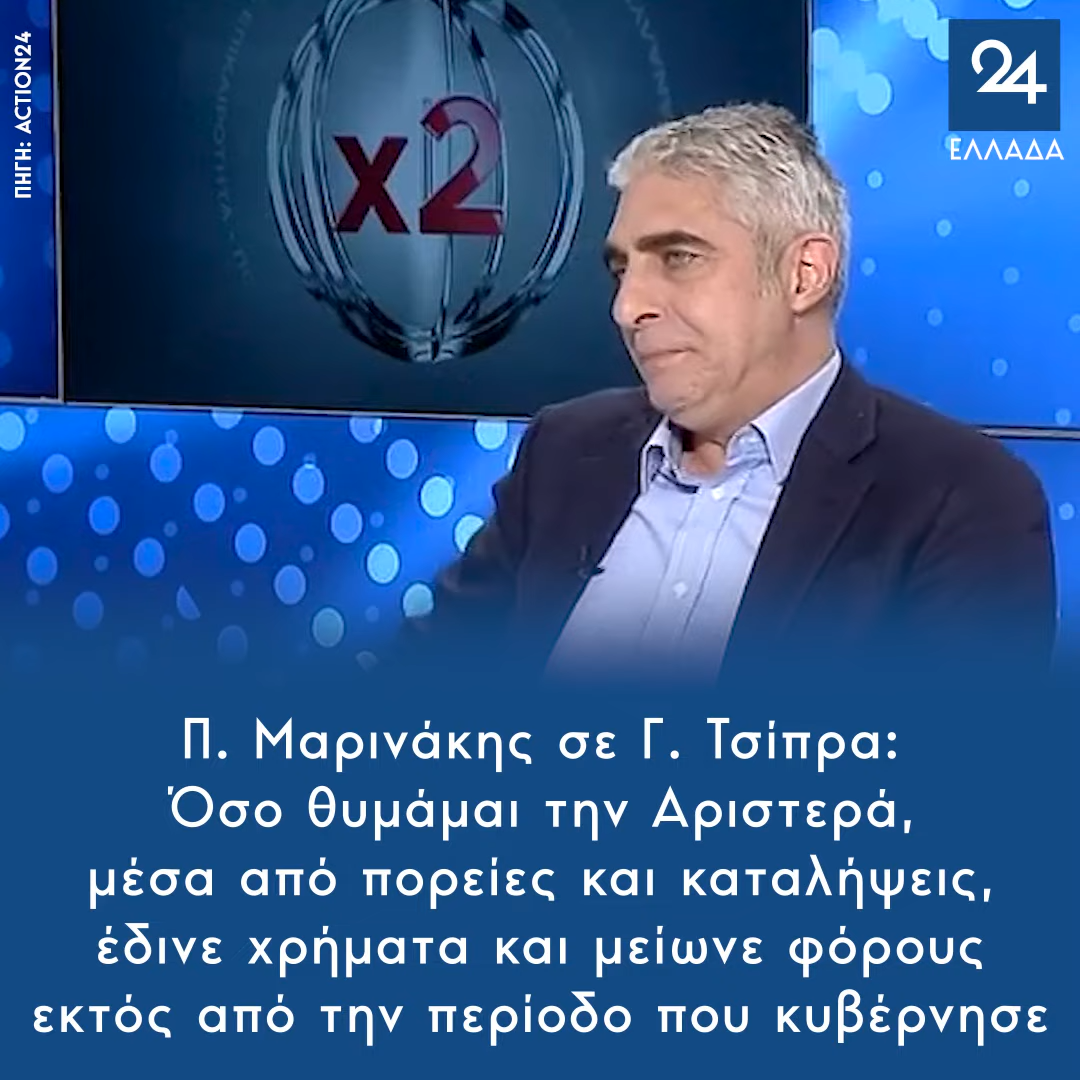 ΠΗΓΗ: ACTION24
x2
24
ΕΛΛΑΔΑ
Π. Μαρινάκης σε Γ. Τσίπρα:
Όσο θυμάμαι την Αριστερά,
μέσα από πορείες και καταλήψεις,
έδινε χρήματα και μείωνε φόρους
εκτός από την περίοδο που κυβέρνησε